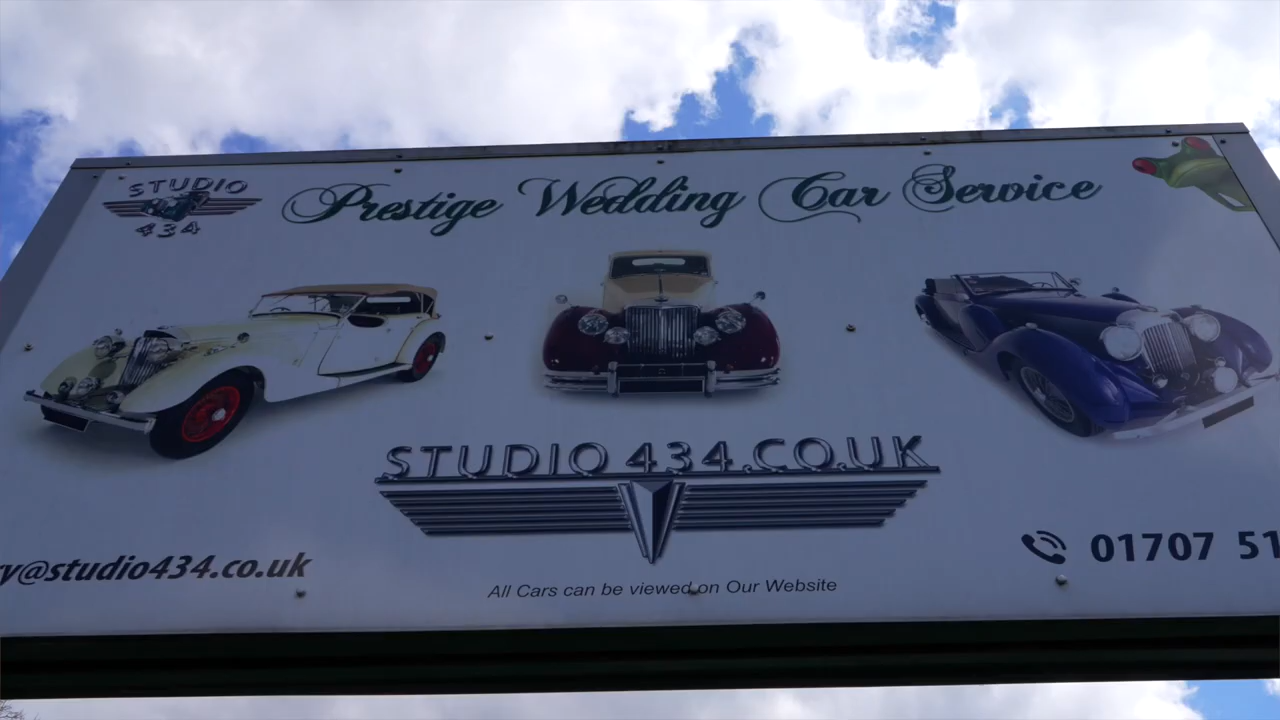 STUDIO
434
Prestige Wedding Car Service
STUDIO 434.CO.UK
y@studio434.co.uk
01707 51
All Cars can be viewed on Our Website